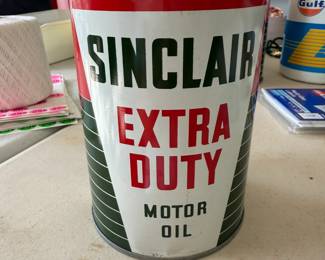 SINCLAIR
EXTRA
DUTY
MOTOR
OIL
Gulf